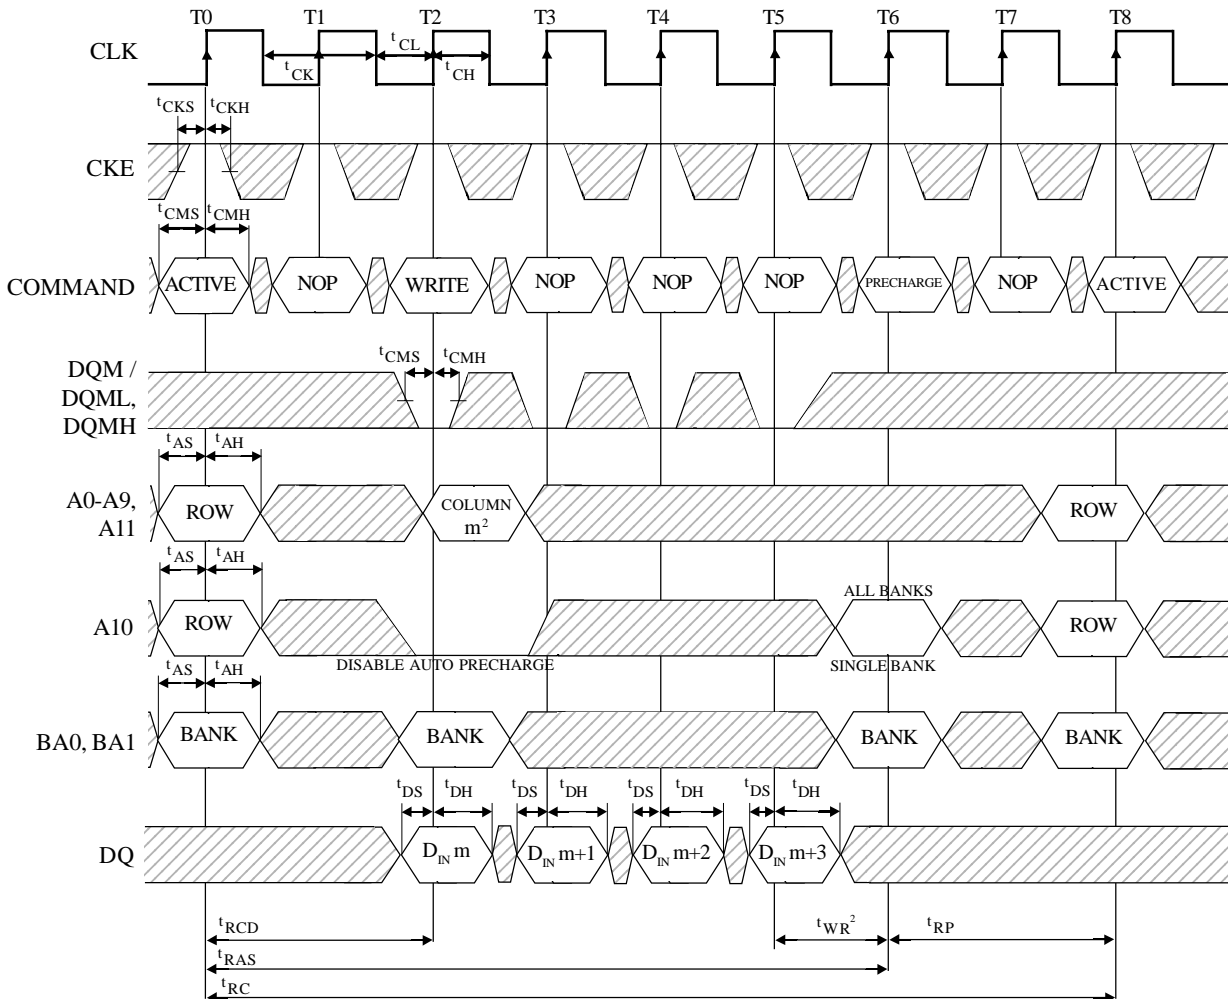 T0 T1 T2 T3 T4 T5 T6 T7 T8
CLK
tCK tCL tCH
tCKS tCKH
CKE
tCMS tCMH
COMMAND ACTIVE NOP WRITE NOP NOP NOP PRECHARGE NOP ACTIVE
DQM /
DQML,
DQMH
tCMS tCMH
tAS tAH
A0-A9,
A11
ROW COLUMN
m² ROW
tAS tAH
ALL BANKS
A10 ROW ROW
DISABLE AUTO PRECHARGE SINGLE BANK
tAS tAH
BA0, BA1 BANK BANK BANK BANK
tDS tDH tDS tDH tDS tDH tDS tDH
DQ DIN m DIN m+1 DIN m+2 DIN m+3
tRCD tWR² tRP
tRAS
tRC